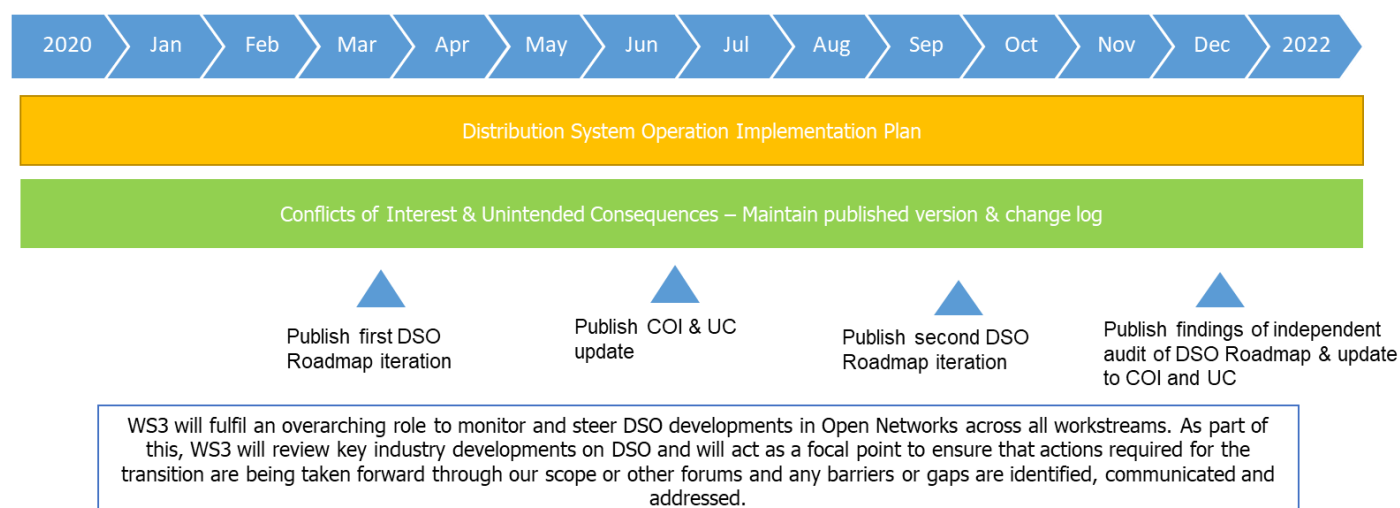 2020 Jan Feb Mar Apr May Jun Jul Aug Sep Oct Nov Dec 2022
Distribution System Operation Implementation Plan
Conflicts of Interest & Unintended Consequences – Maintain published version & change log
Publish first DSO
Roadmap iteration
Publish COI & UC
update
Publish second DSO
Roadmap iteration
Publish findings of independent
audit of DSO Roadmap & update
to COI and UC
WS3 will fulfil an overarching role to monitor and steer DSO developments in Open Networks across all workstreams. As part of
this, WS3 will review key industry developments on DSO and will act as a focal point to ensure that actions required for the
transition are being taken forward through our scope or other forums and any barriers or gaps are identified, communicated and
addressed.